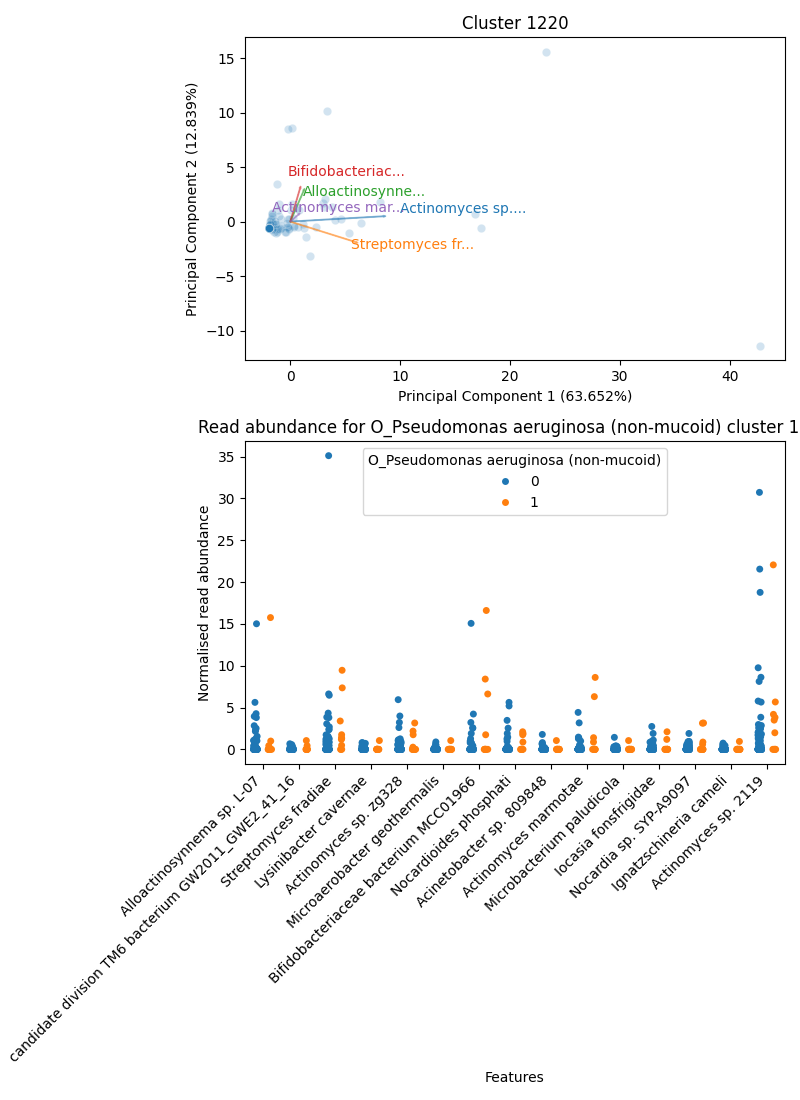 Cluster 1220
15
10
5
0
−5
−10
Principal Component 2 (12.839%)
Bifidobacteriac...
Alloactinosynne...
Actinomyces mar...
Actinomyces sp....
Streptomyces fr...
0
10
20
30
40
Principal Component 1 (63.652%)
Read abundance for O_Pseudomonas aeruginosa (non-mucoid) cluster 1
35
30
25
20
15
10
5
0
Normalised read abundance
O_Pseudomonas aeruginosa (non-mucoid)
0
1
Alloactinosynnema sp. L-07
candidate division TM6 bacterium GW2011_GWE2_41_16
Streptomyces fradiae
Lysinibacter cavernae
Actinomyces sp. zg328
Microaerobacter geothermalis
Bifidobacteriaceae bacterium MCC01966
Nocardioides phosphati
Acinetobacter sp. 809848
Actinomyces marmotae
Microbacterium paludicola
Iocasia fonsfrigidae
Nocardia sp. SYP-A9097
Ignatzschineria cameli
Actinomyces sp. 2119
Features